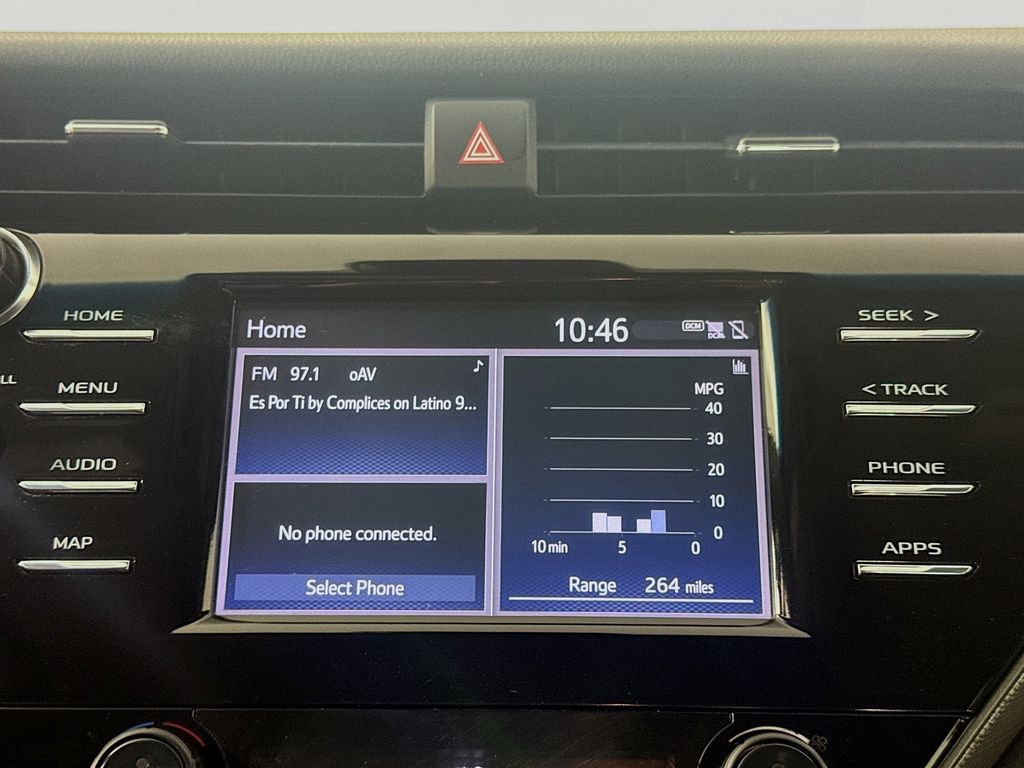 HOME
MENU
AUDIO
MAP
LL
Home
10:46
DCM
DCM
FM 97.1 oAV
Es Por Ti by Complices on Latino 9...
No phone connected.
Select Phone
MPG
40
30
20
10
0
10 min 5 0
Range 264 miles
SEEK >
< TRACK
PHONE
APPS